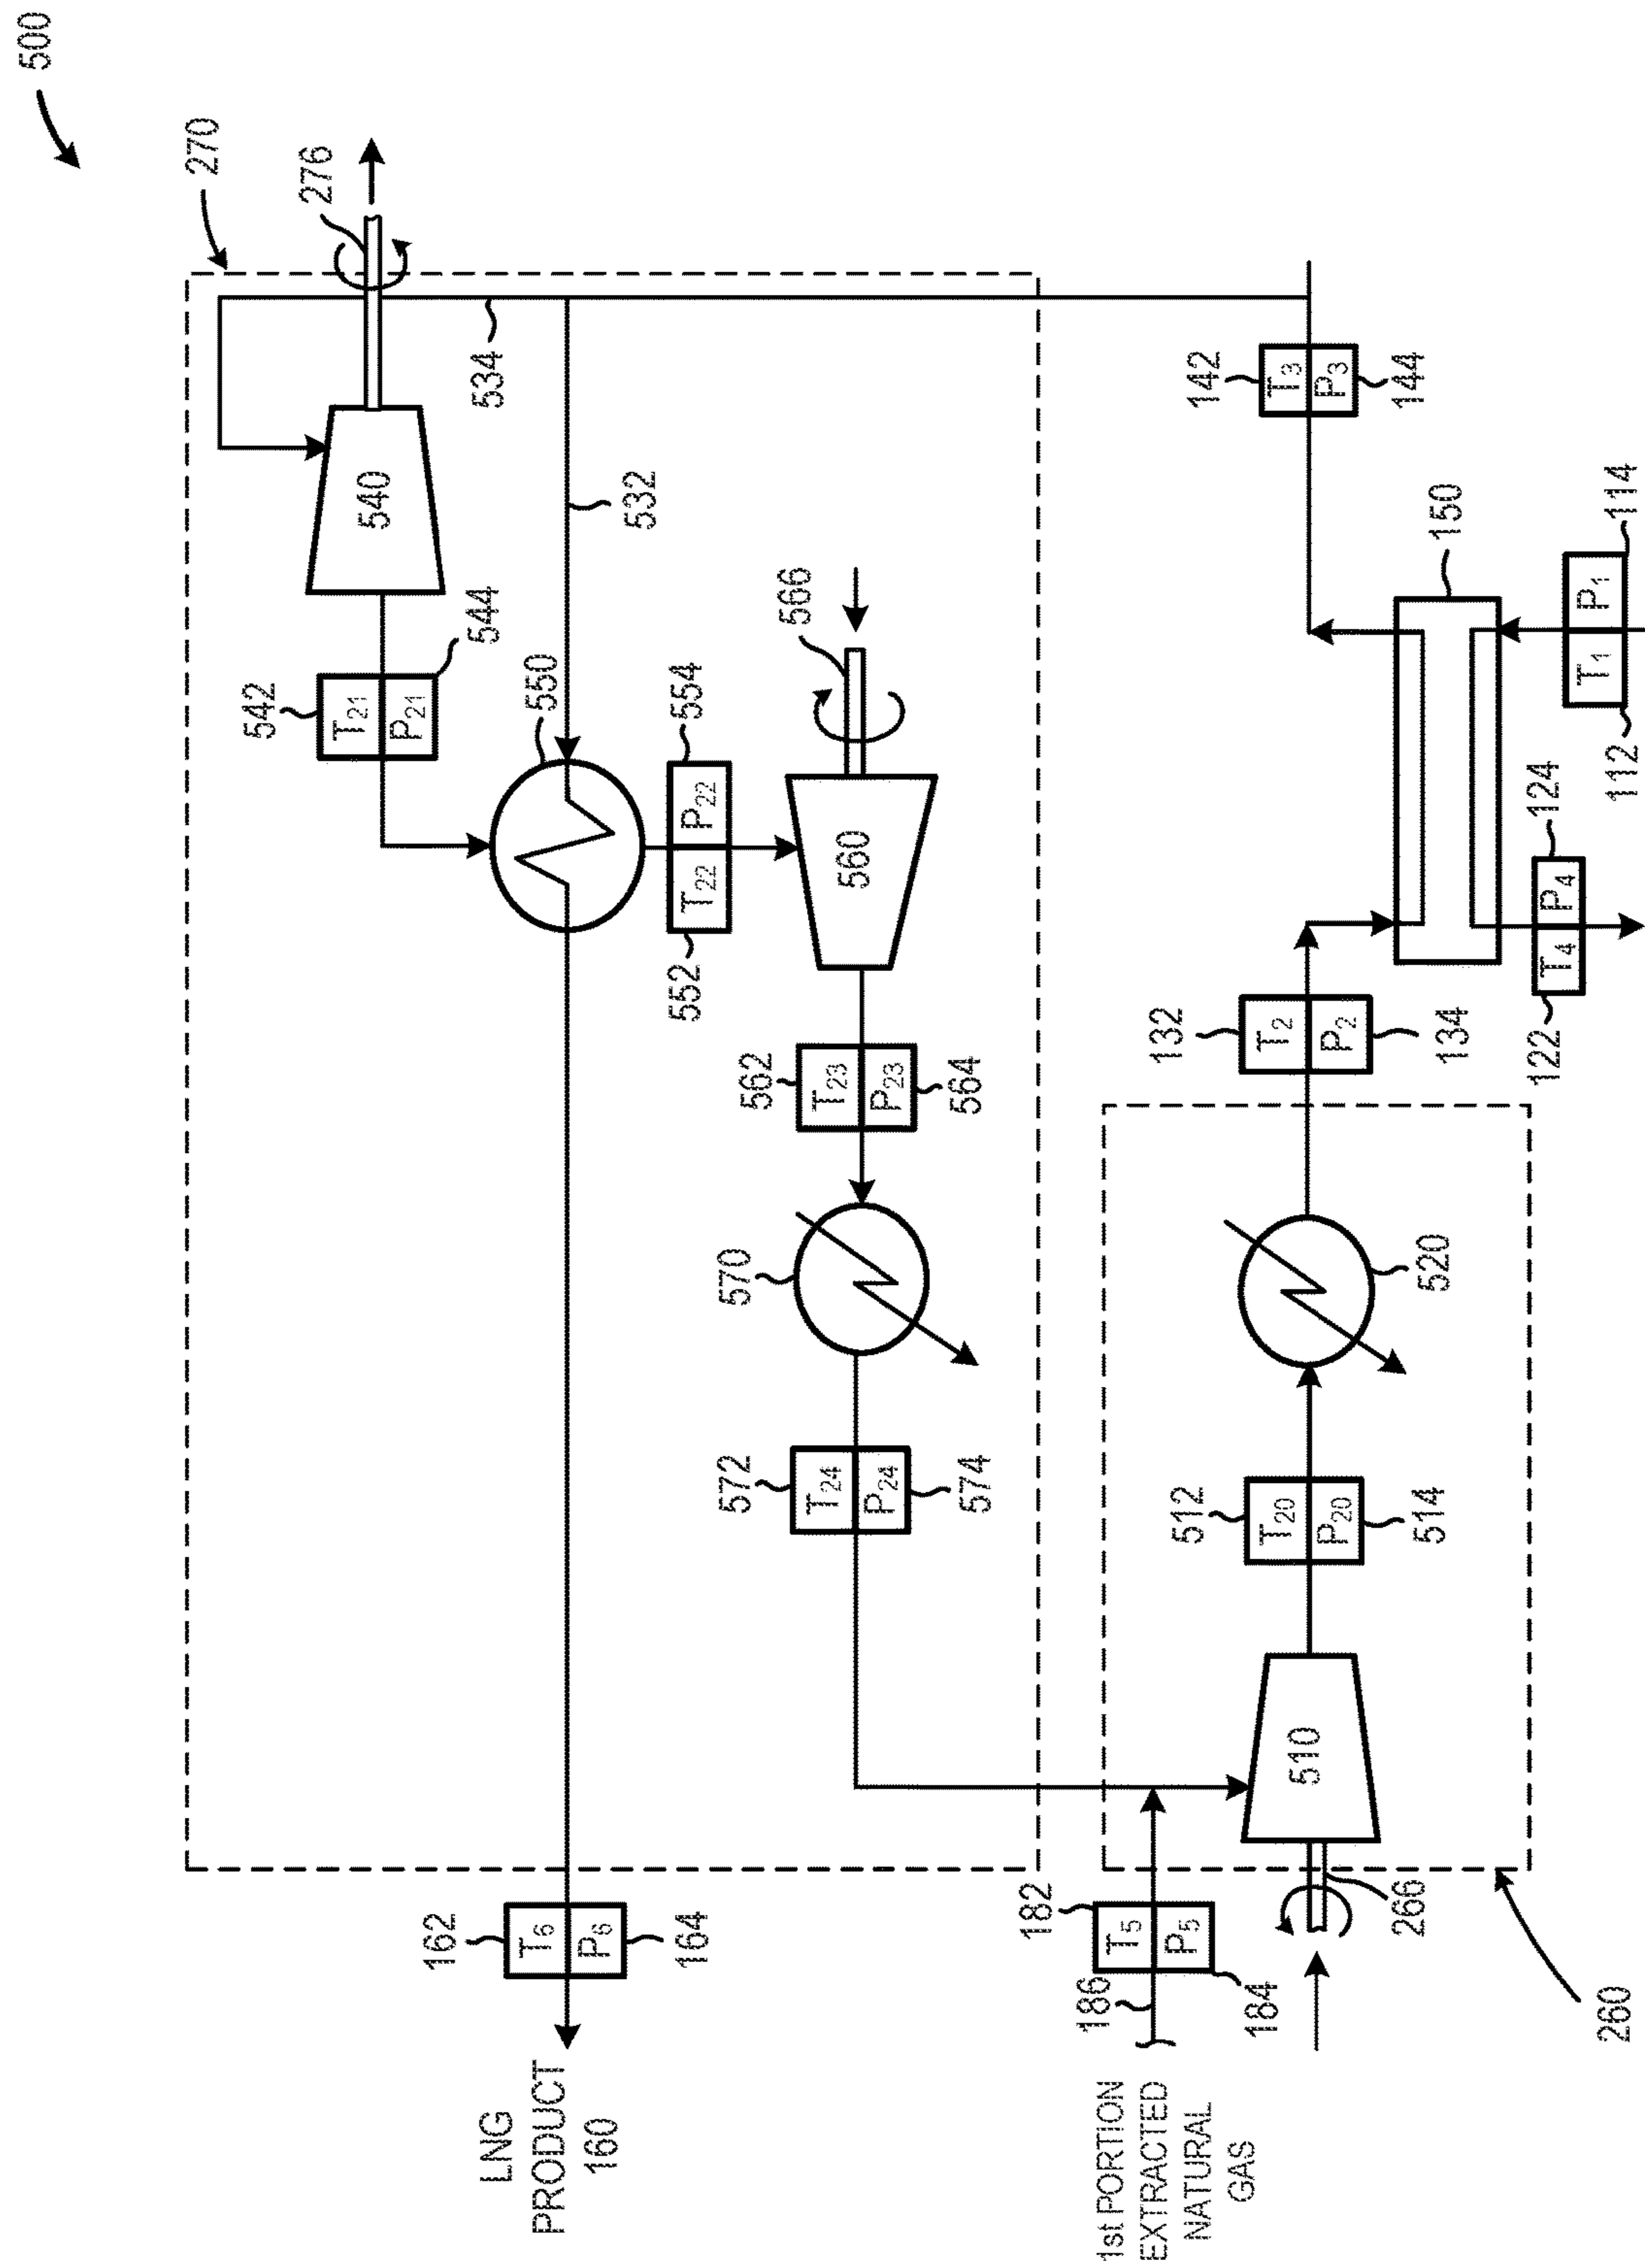 500
270
276
540
534
542
T21
P21
544
550
532
LNG
PRODUCT
160
162
T6
P6
164
552
T22
P22
554
566
560
562
T23
P23
564
570
572
T24
P24
574
1st PORTION
EXTRACTED
NATURAL
GAS
186
182
T5
P5
184
266
260
510
512
T20
P20
514
520
132
T2
P2
134
142
T3
P3
144
150
122
T4
P4
124
112
T1
P1
114